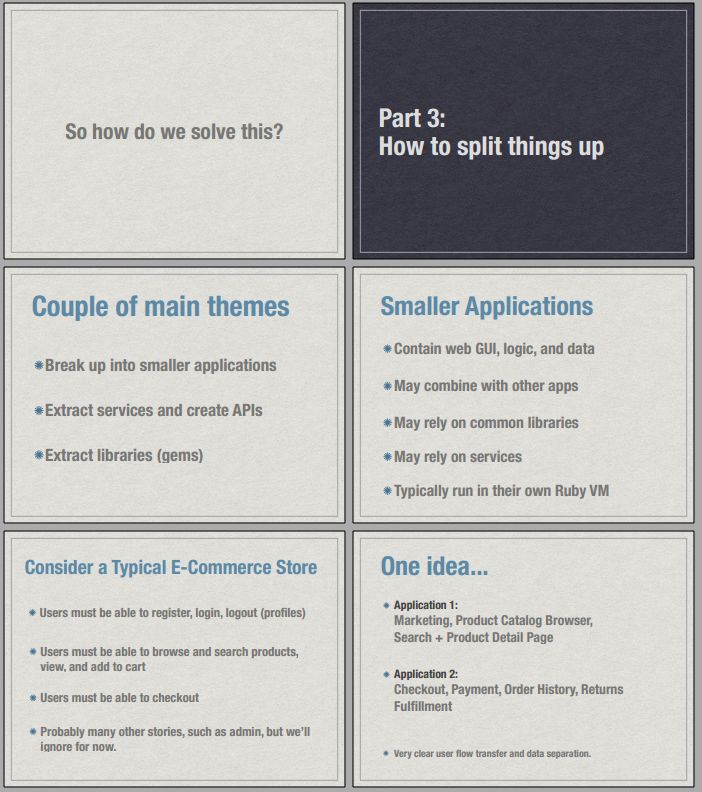 So how do we solve this?
Part 3:
How to split things up
Couple of main themes
Break up into smaller applications
Extract services and create APIs
Extract libraries (gems)
Smaller Applications
Contain web GUI, logic, and data
May combine with other apps
May rely on common libraries
May rely on services
Typically run in their own Ruby VM
Consider a Typical E-Commerce Store
Users must be able to register, login, logout (profiles)
Users must be able to browse and search products,
view, and add to cart
Users must be able to checkout
Probably many other stories, such as admin, but we'll
ignore for now.
One idea...
Application 1:
Marketing, Product Catalog Browser,
Search + Product Detail Page
Application 2:
Checkout, Payment, Order History, Returns
Fulfillment
Very clear user flow transfer and data separation.